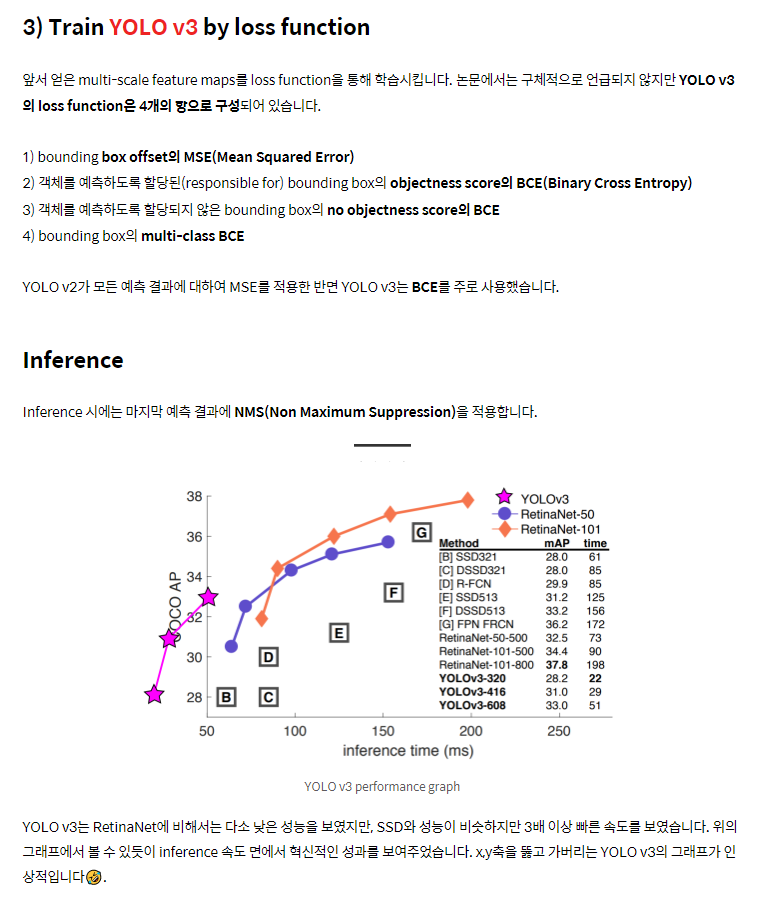 3) Train YOLO v3 by loss function
앞서 얻은 multi-scale feature maps를 loss function을 통해 학습시킵니다. 논문에서는 구체적으로 언급되지 않지만 YOLO v3
의 loss function은 4개의 항으로 구성되어 있습니다.
1) bounding box offset의 MSE(Mean Squared Error)
2) 객체를 예측하도록 할당된(responsible for) bounding box의 objectness score의 BCE(Binary Cross Entropy)
3) 객체를 예측하도록 할당되지 않은 bounding box의 no objectness score의 BCE
4) bounding box의 multi-class BCE
YOLO v2가 모든 예측 결과에 대하여 MSE를 적용한 반면 YOLO v3는 BCE를 주로 사용했습니다.
Inference
Inference 시에는 마지막 예측 결과에 NMS(Non Maximum Suppression)을 적용합니다.
38
36
34
32
30
28
COCO AP
B
C
D
E
F
G
YOLOv3
RetinaNet-50
RetinaNet-101
Method mAP time
[B] SSD321 28.0 61
[C] DSSD321 28.0 85
[D] R-FCN 29.9 85
[E] SSD513 31.2 125
[F] DSSD513 33.2 156
[G] FPN FRCN 36.2 172
RetinaNet-50-500 32.5 73
RetinaNet-101-500 34.4 90
RetinaNet-101-800 37.8 198
YOLOv3-320 28.2 22
YOLOv3-416 31.0 29
YOLOv3-608 33.0 51
50 100 150 200 250
inference time (ms)
YOLO v3 performance graph
YOLO v3는 RetinaNet에 비해서는 다소 낮은 성능을 보였지만, SSD와 성능이 비슷하지만 3배 이상 빠른 속도를 보였습니다. 위의
그래프에서 볼 수 있듯이 inference 속도 면에서 혁신적인 성과를 보여주었습니다. x,y축을 뚫고 가버리는 YOLO v3의 그래프가 인
상적입니다🤣.